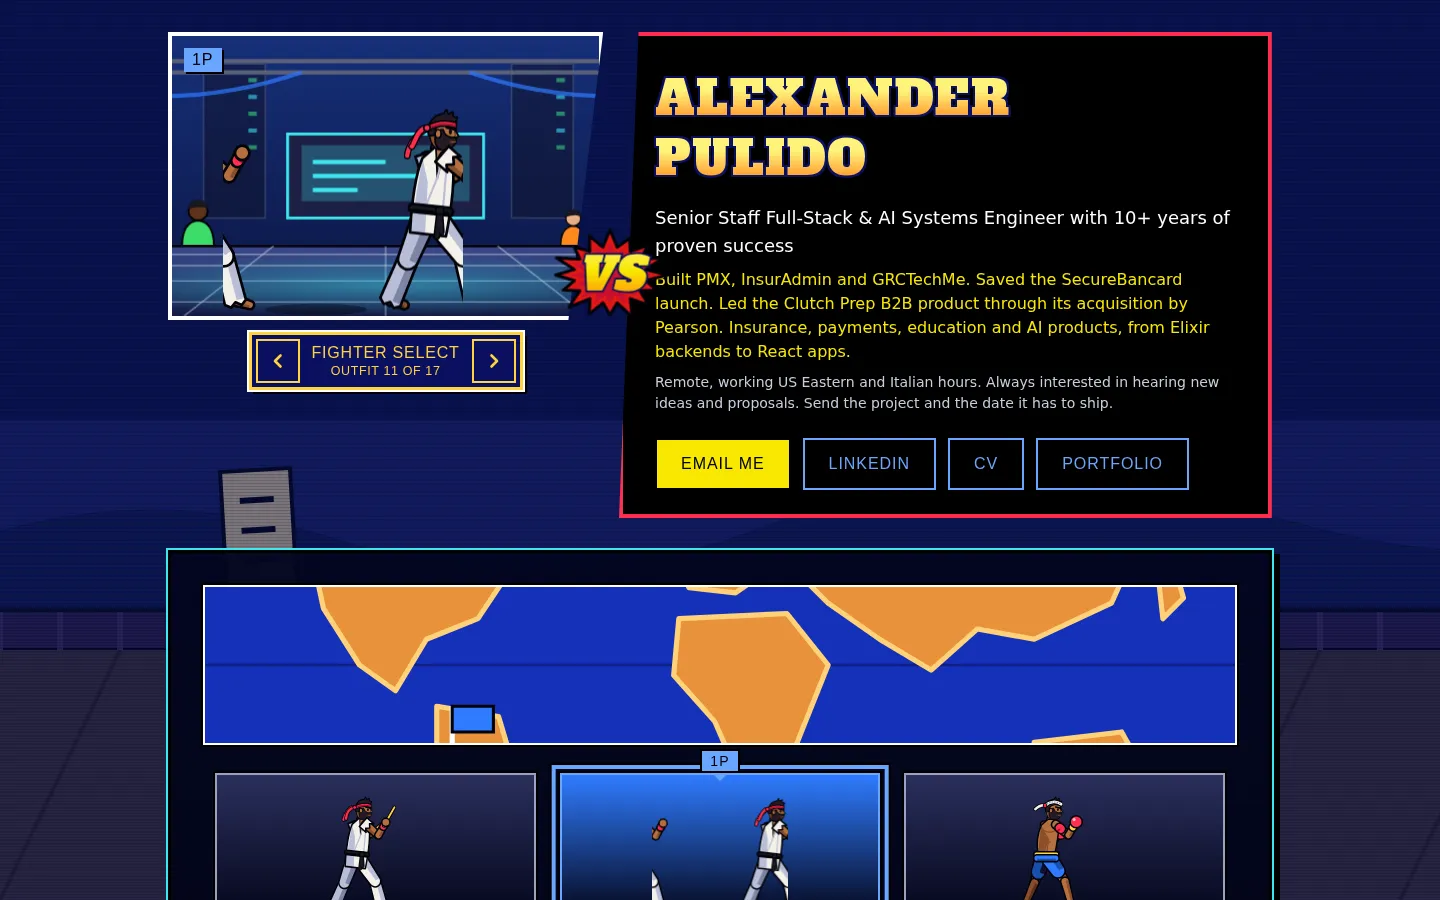 1P
ALEXANDER
PULIDO
Senior Staff Full-Stack & AI Systems Engineer with 10+ years of
proven success
VS
Built PMX, InsurAdmin and GRCTechMe. Saved the SecureBancard
launch. Led the Clutch Prep B2B product through its acquisition by
Pearson. Insurance, payments, education and AI products, from Elixir
backends to React apps.
FIGHTER SELECT
OUTFIT 11 OF 17
Remote, working US Eastern and Italian hours. Always interested in hearing new
ideas and proposals. Send the project and the date it has to ship.
EMAIL ME
LINKEDIN
CV
PORTFOLIO
1P